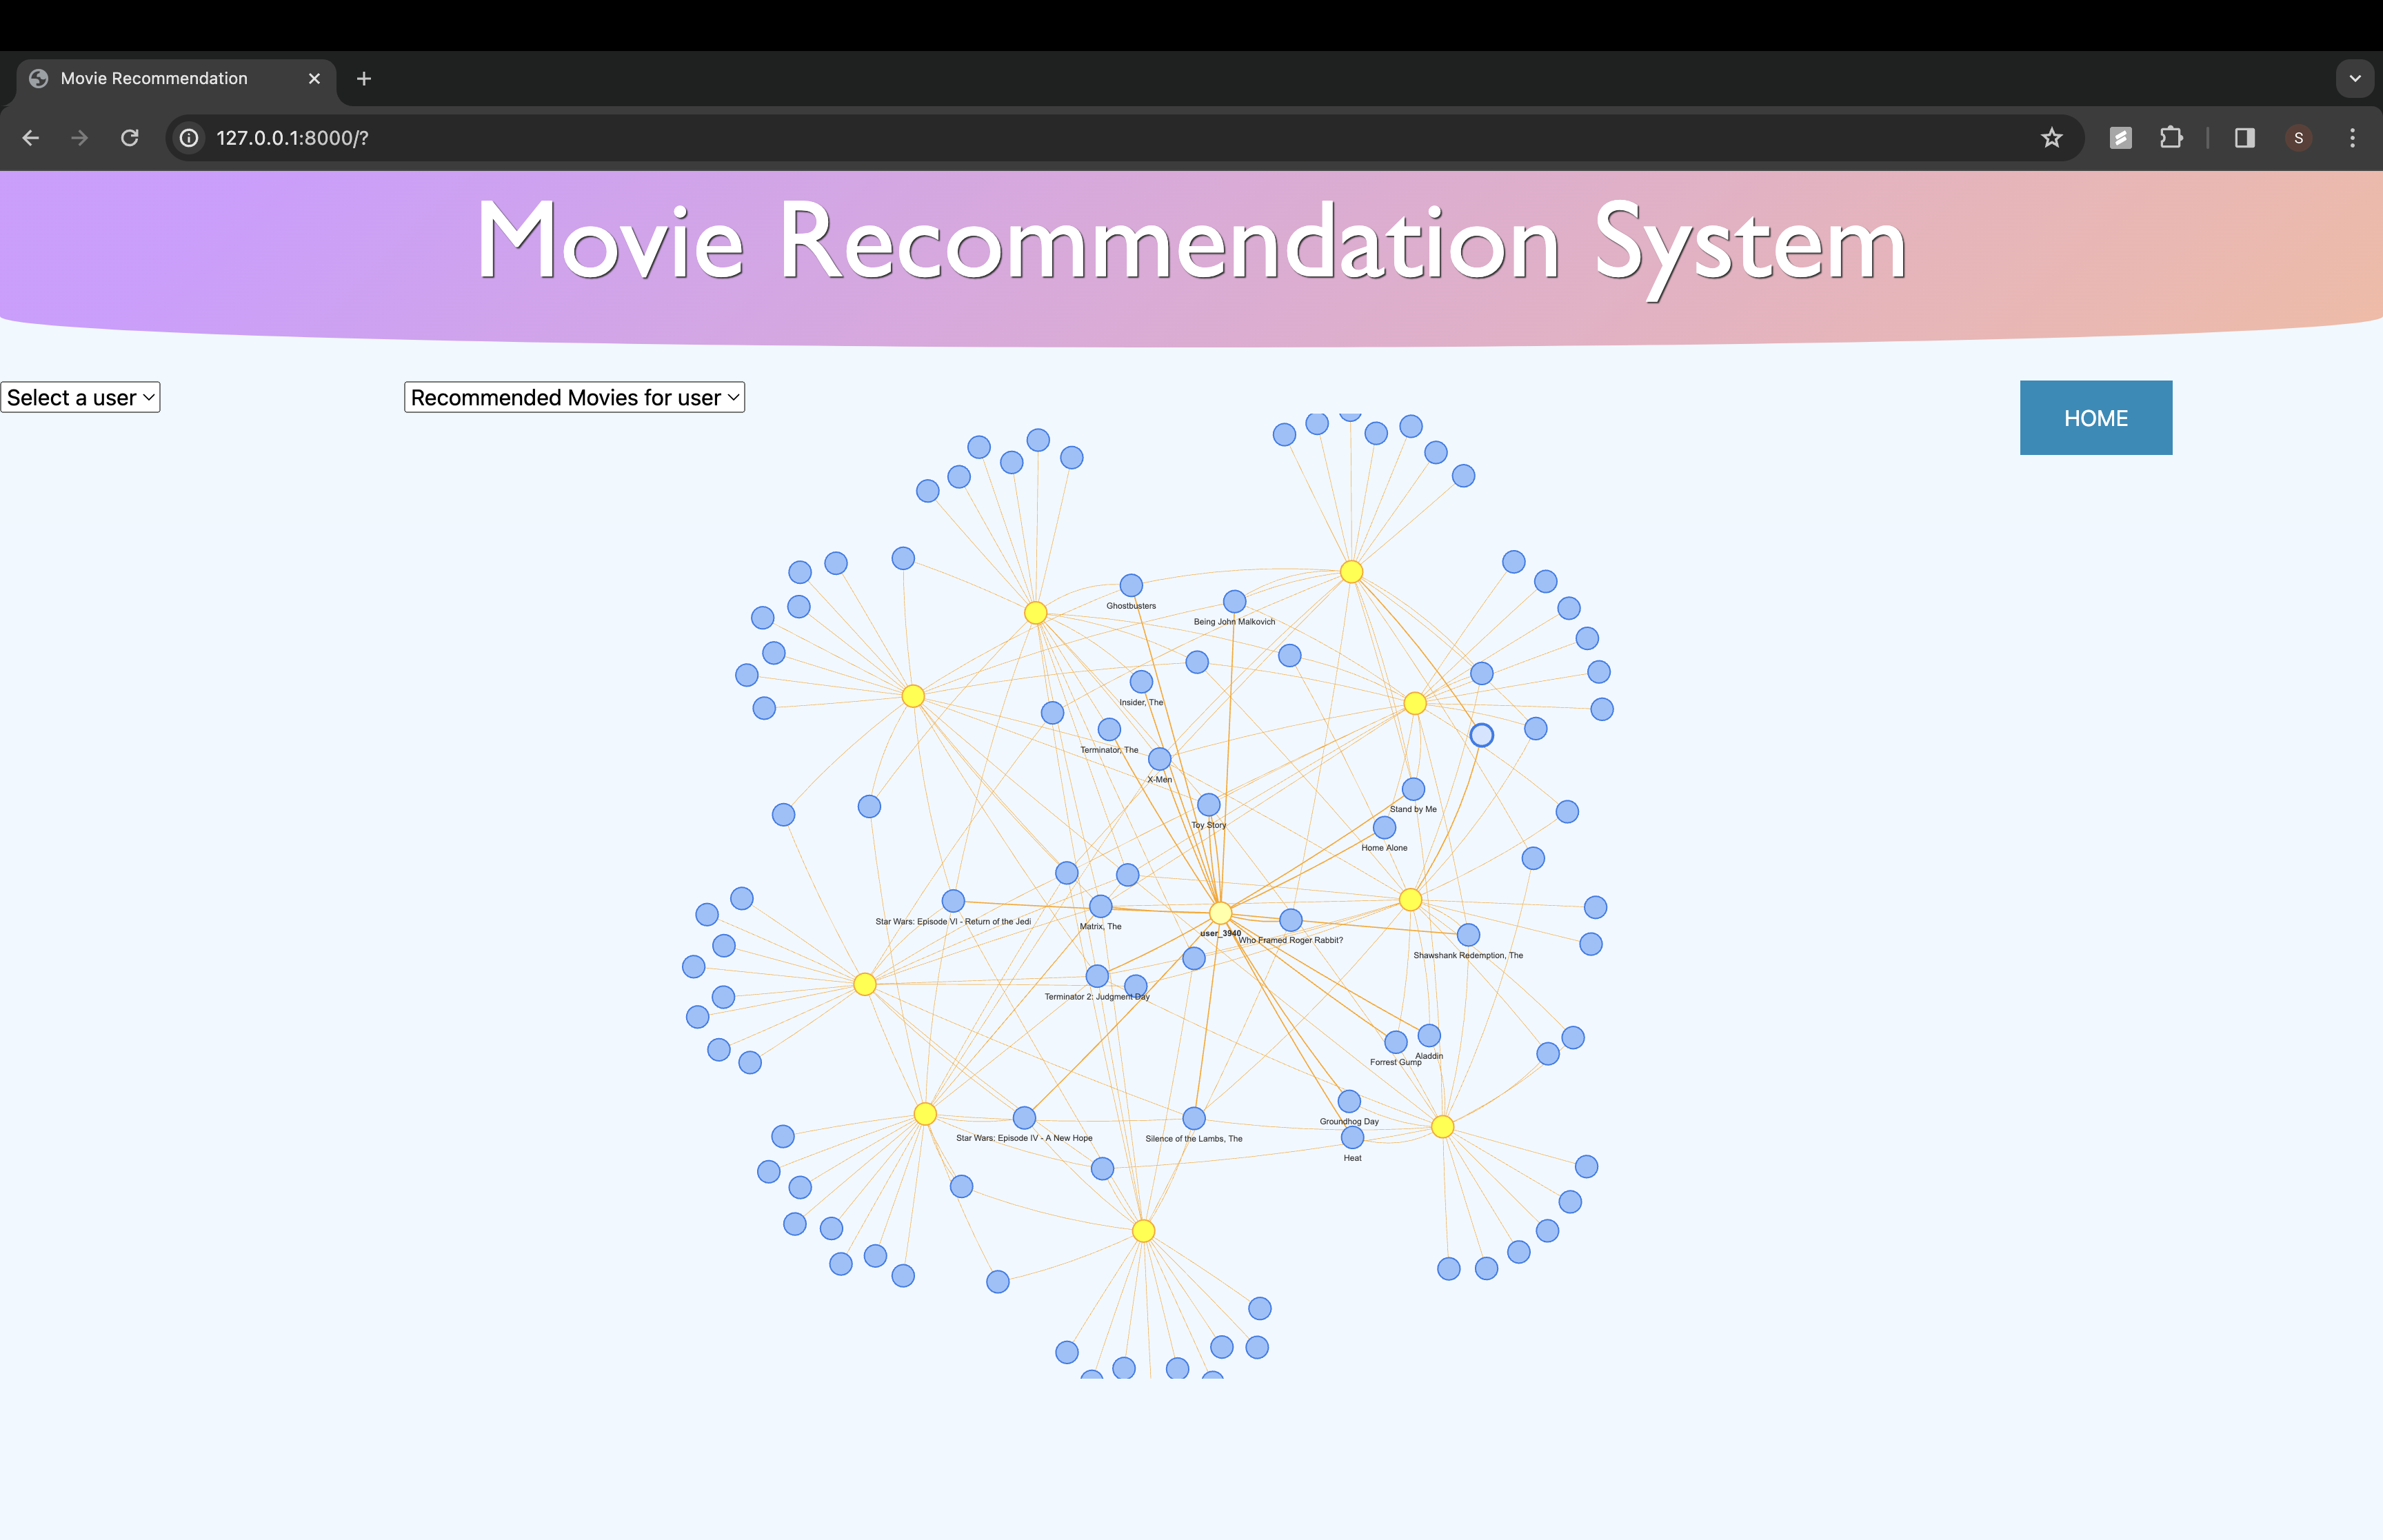 Movie Recommendation
127.0.0.1:8000/?
S
Movie Recommendation System
Select a user
Recommended Movies for user
HOME
Ghostbusters
Being John Malkovich
Insider, The
Terminator, The
X-Men
Toy Story
Stand by Me
Home Alone
Star Wars: Episode VI - Return of the Jedi
Matrix, The
user_3940
Who Framed Roger Rabbit?
Shawshank Redemption, The
Terminator 2: Judgment Day
Aladdin
Forrest Gump
Groundhog Day
Star Wars: Episode IV - A New Hope
Silence of the Lambs, The
Heat